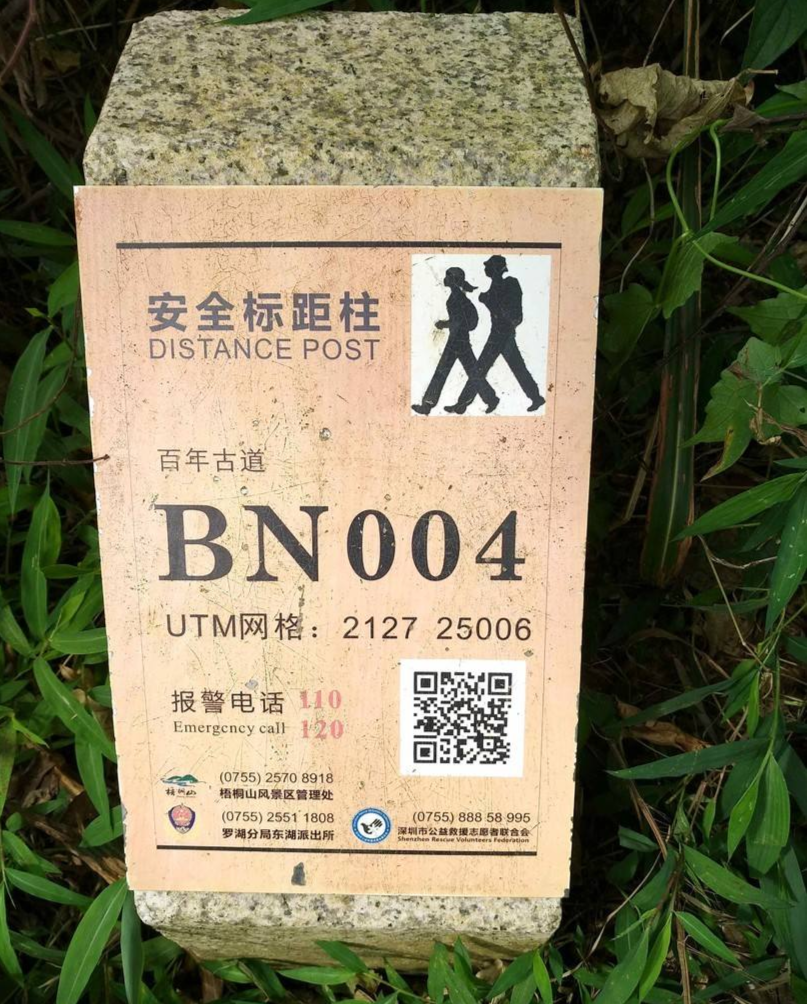 安全标距柱
DISTANCE POST
百年古道
BN004
UTM网格：2127 25006
报警电话 110
Emergency call 120
(0755) 2570 8918
梧桐山风景区管理处
梧桐山
(0755) 2551 1808
罗湖分局东湖派出所
(0755) 888 58 995
深圳市公益救援志愿者联合会
Shenzhen Rescue Volunteers Federation